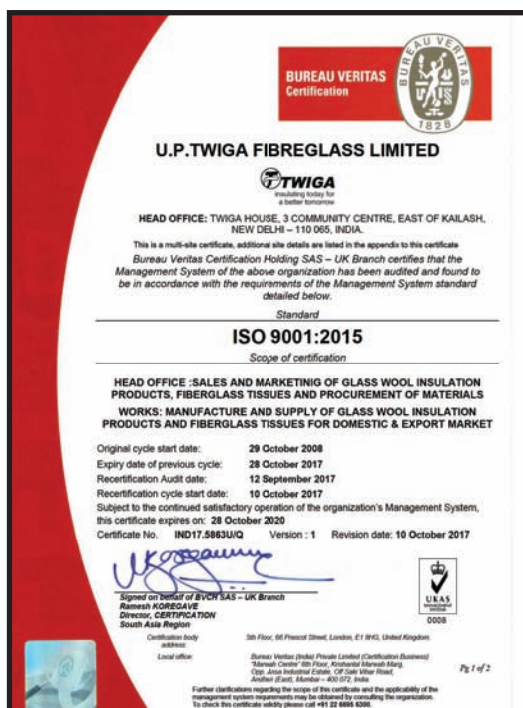 BUREAU VERITAS
Certification
BUREAU VERITAS
1828
U.P.TWIGA FIBREGLASS LIMITED
TWIGA
insulating today for
a better tomorrow
HEAD OFFICE: TWIGA HOUSE, 3 COMMUNITY CENTRE, EAST OF KAILASH,
NEW DELHI – 110 065, INDIA.
This is a multi-site certificate, additional site details are listed in the appendix to this certificate
Bureau Veritas Certification Holding SAS – UK Branch certifies that the
Management System of the above organization has been audited and found to
be in accordance with the requirements of the Management System standard
detailed below.
Standard
ISO 9001:2015
Scope of certification
HEAD OFFICE :SALES AND MARKETINIG OF GLASS WOOL INSULATION
PRODUCTS, FIBERGLASS TISSUES AND PROCUREMENT OF MATERIALS
WORKS: MANUFACTURE AND SUPPLY OF GLASS WOOL INSULATION
PRODUCTS AND FIBERGLASS TISSUES FOR DOMESTIC & EXPORT MARKET
Original cycle start date: 29 October 2008
Expiry date of previous cycle: 28 October 2017
Recertification Audit date: 12 September 2017
Recertification cycle start date: 10 October 2017
Subject to the continued satisfactory operation of the organization's Management System,
this certificate expires on: 28 October 2020
Certificate No. IND17.5863U/Q Version : 1 Revision date: 10 October 2017
Signed on behalf of BVCH SAS – UK Branch
Ramesh KOREGAVE
Director, CERTIFICATION
South Asia Region
UKAS
MANAGEMENT
SYSTEMS
0008
Certification body
address: 5th Floor, 66 Prescot Street, London, E1 8HG, United Kingdom.
Local office: Bureau Veritas (India) Private Limited (Certification Business)
"Marwah Centre" 6th Floor, Krishanlal Marwah Marg,
Opp. Ansa Industrial Estate, Off Saki Vihar Road,
Andheri (East), Mumbai – 400 072, India.
Pg 1 of 2
Further clarifications regarding the scope of this certificate and the applicability of the
management system requirements may be obtained by consulting the organization.
To check this certificate validity please call +91 22 6695 6300.